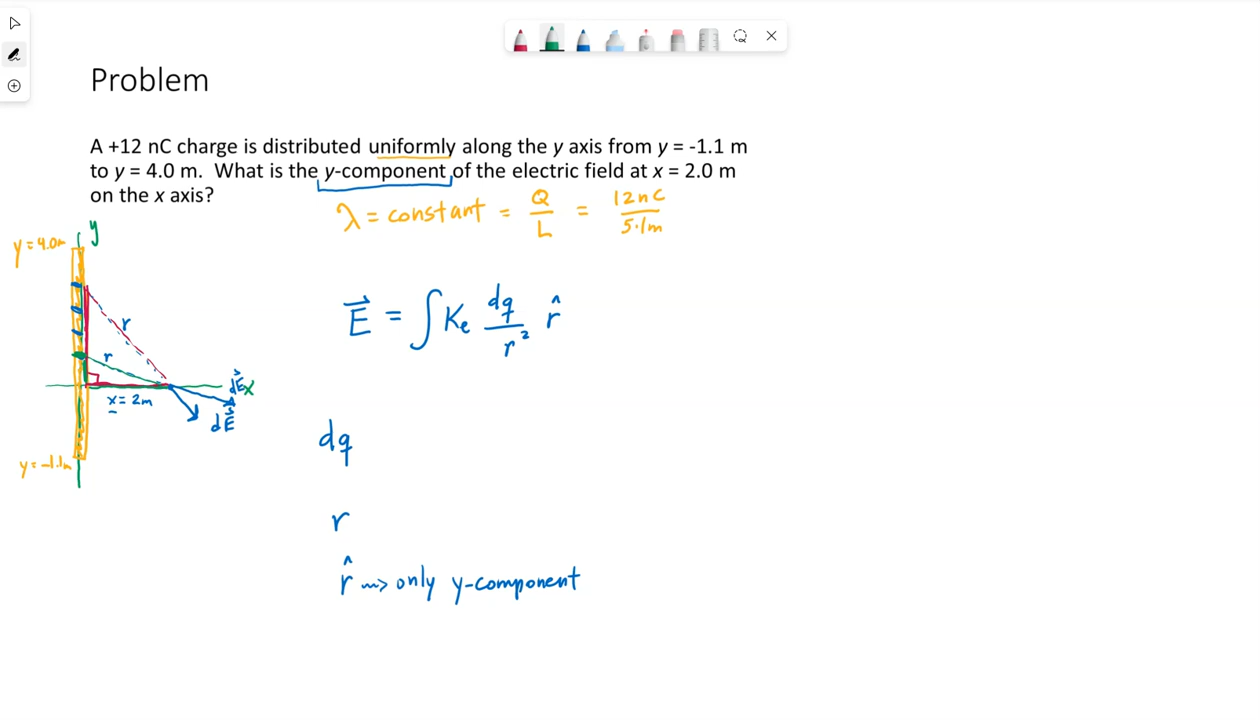 Problem
A +12 nC charge is distributed uniformly along the y axis from y = -1.1 m
to y = 4.0 m. What is the y-component of the electric field at x = 2.0 m
on the x axis?
λ = constant = Q/L = 12nC/5.1m
y
y = 4.0m
r
r
x = 2m
dE⃗
x
dE⃗
y = -1.1m
E⃗ = ∫ Ke dq/r² r̂
dq
r
r̂ ⇝ only y-component